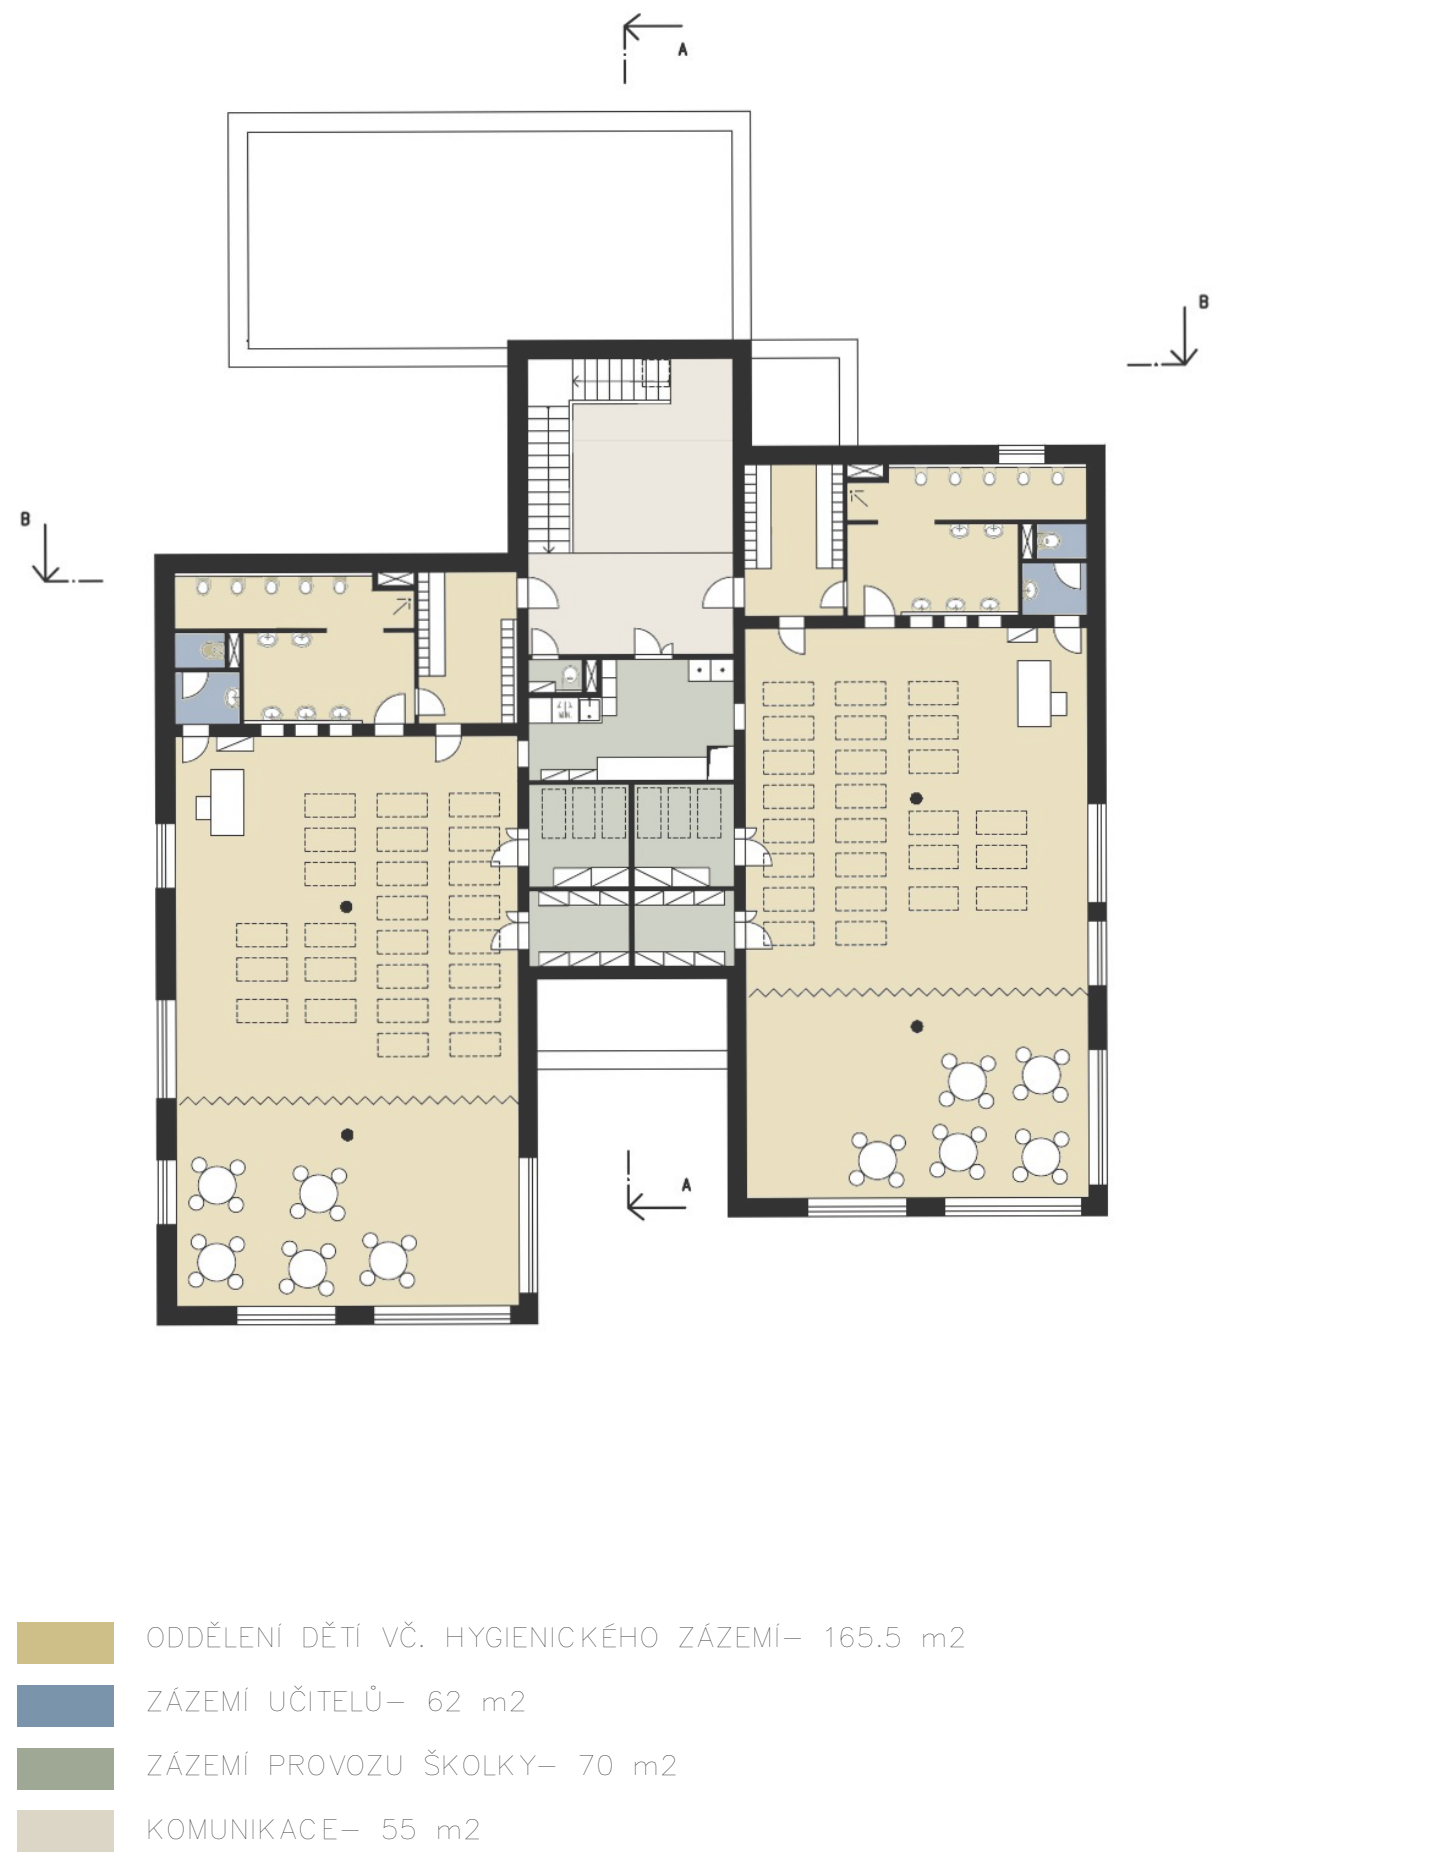 A
B
B
A
ODDĚLENÍ DĚTÍ VČ. HYGIENICKÉHO ZÁZEMÍ– 165.5 m2
ZÁZEMÍ UČITELŮ– 62 m2
ZÁZEMÍ PROVOZU ŠKOLKY– 70 m2
KOMUNIKACE– 55 m2